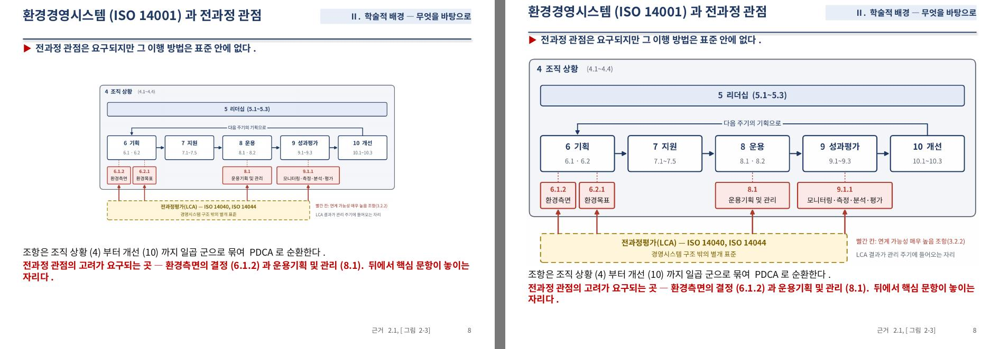 환경경영시스템 (ISO 14001) 과 전과정 관점
II. 학술적 배경 — 무엇을 바탕으로
▶ 전과정 관점은 요구되지만 그 이행 방법은 표준 안에 없다 .
4 조직 상황 (4.1~4.4)
5 리더십 (5.1~5.3)
다음 주기의 기획으로
6 기획 7 지원 8 운용 9 성과평가 10 개선
6.1 · 6.2 7.1~7.5 8.1 · 8.2 9.1~9.3 10.1~10.3
6.1.2 6.2.1 8.1 9.1.1
환경측면 환경목표 운용기획 및 관리 모니터링·측정·분석·평가
전과정평가(LCA) — ISO 14040, ISO 14044
경영시스템 구조 밖의 별개 표준
빨간 칸: 연계 가능성 매우 높음 조항(3.2.2)
LCA 결과가 관리 주기에 들어오는 자리
조항은 조직 상황 (4) 부터 개선 (10) 까지 일곱 군으로 묶여 PDCA 로 순환한다 .
전과정 관점의 고려가 요구되는 곳 — 환경측면의 결정 (6.1.2) 과 운용기획 및 관리 (8.1). 뒤에서 핵심 문항이 놓이는
자리다 .
근거 2.1, [ 그림 2-3] 8
환경경영시스템 (ISO 14001) 과 전과정 관점
II. 학술적 배경 — 무엇을 바탕으로
▶ 전과정 관점은 요구되지만 그 이행 방법은 표준 안에 없다 .
4 조직 상황 (4.1~4.4)
5 리더십 (5.1~5.3)
다음 주기의 기획으로
6 기획 7 지원 8 운용 9 성과평가 10 개선
6.1 · 6.2 7.1~7.5 8.1 · 8.2 9.1~9.3 10.1~10.3
6.1.2 6.2.1 8.1 9.1.1
환경측면 환경목표 운용기획 및 관리 모니터링·측정·분석·평가
전과정평가(LCA) — ISO 14040, ISO 14044
경영시스템 구조 밖의 별개 표준
빨간 칸: 연계 가능성 매우 높음 조항(3.2.2)
LCA 결과가 관리 주기에 들어오는 자리
조항은 조직 상황 (4) 부터 개선 (10) 까지 일곱 군으로 묶여 PDCA 로 순환한다 .
전과정 관점의 고려가 요구되는 곳 — 환경측면의 결정 (6.1.2) 과 운용기획 및 관리 (8.1). 뒤에서 핵심 문항이 놓이는
자리다 .
근거 2.1, [ 그림 2-3] 8